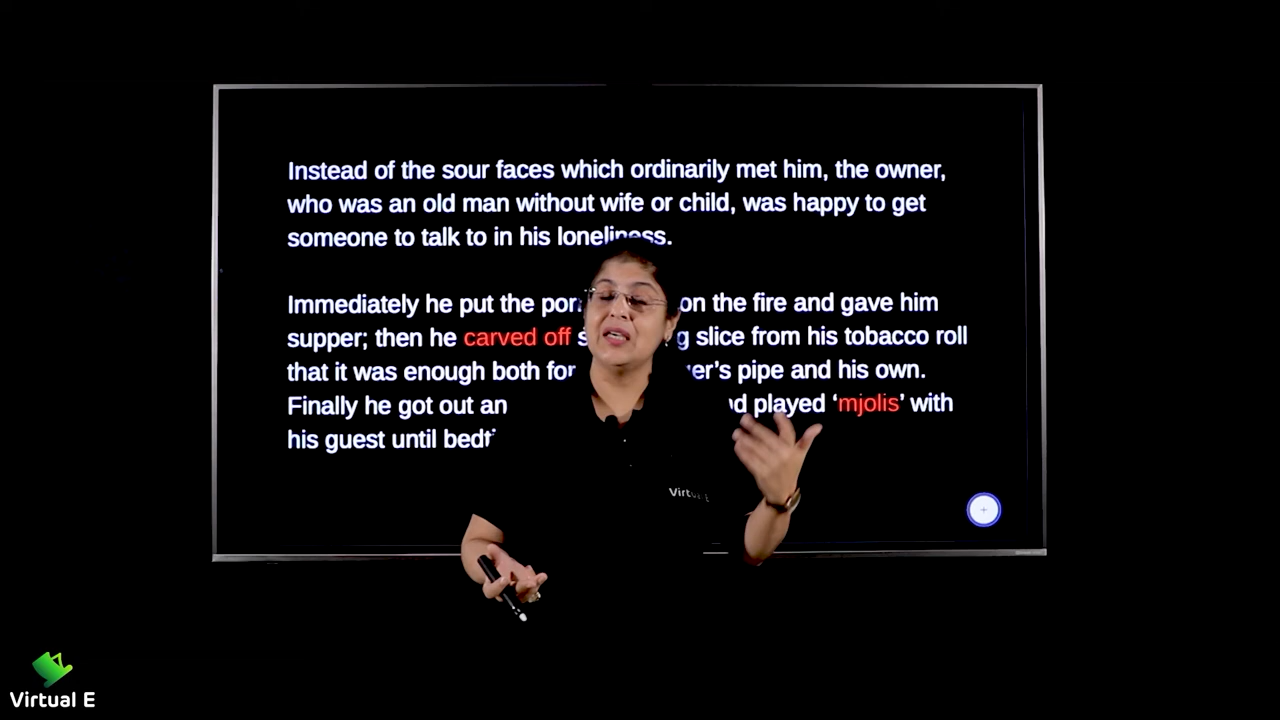 Instead of the sour faces which ordinarily met him, the owner,
who was an old man without wife or child, was happy to get
someone to talk to in his loneliness.
Immediately he put the on the fire and gave him
supper; then he carved off slice from his tobacco roll
that it was enough both for pipe and his own.
Finally he got out an played ‘mjolis’ with
his guest until
Virtual E
Virtual E